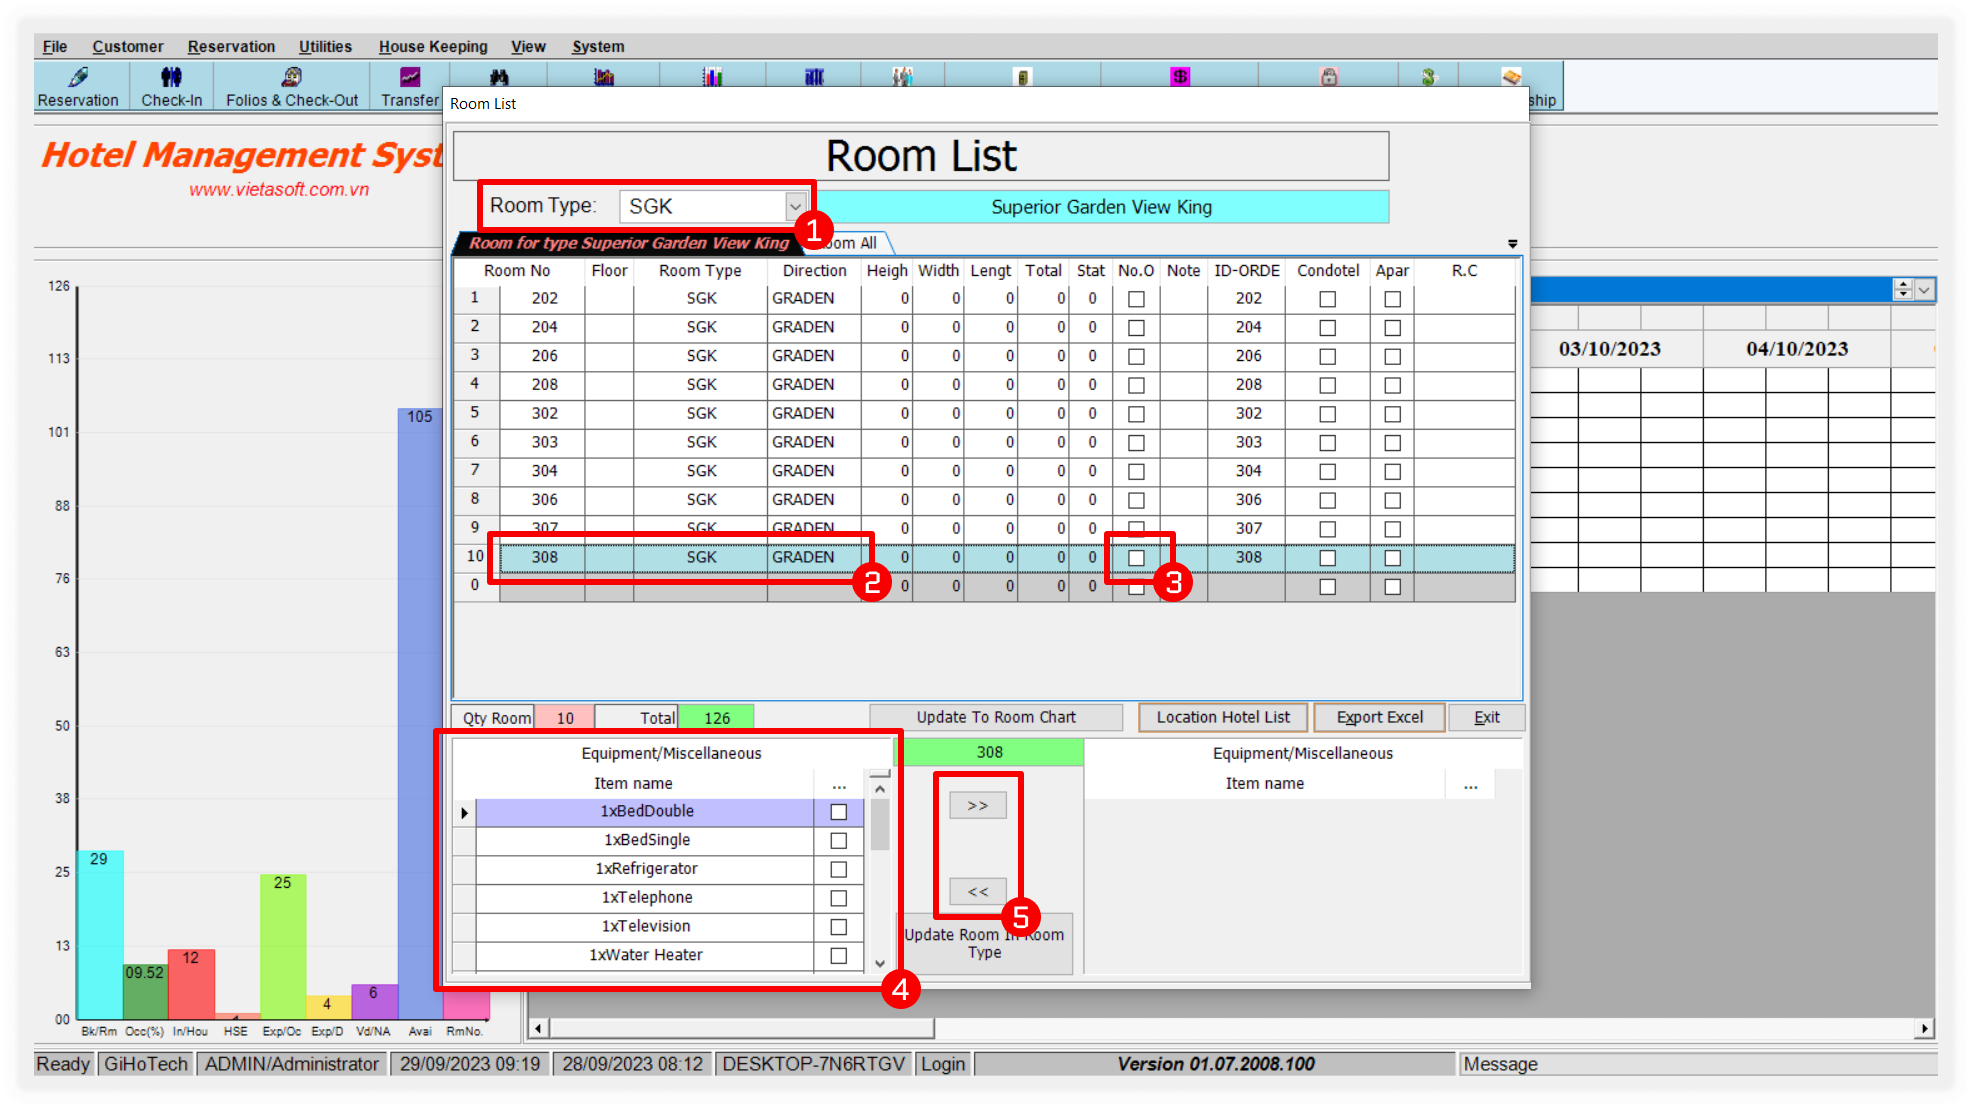 File Customer Reservation Utilities House Keeping View System
Reservation Check-In Folios & Check-Out Transfer ship
Room List
Hotel Management Syst
www.vietasoft.com.vn
Room List
Room Type: SGK Superior Garden View King
1
Room for type Superior Garden View King oom All
Room No Floor Room Type Direction Heigh Width Lengt Total Stat No.O Note ID-ORDE Condotel Apar R.C
1 202 SGK GRADEN 0 0 0 0 0 202
2 204 SGK GRADEN 0 0 0 0 0 204
3 206 SGK GRADEN 0 0 0 0 0 206
4 208 SGK GRADEN 0 0 0 0 0 208
5 302 SGK GRADEN 0 0 0 0 0 302
6 303 SGK GRADEN 0 0 0 0 0 303
7 304 SGK GRADEN 0 0 0 0 0 304
8 306 SGK GRADEN 0 0 0 0 0 306
9 307 SGK GRADEN 0 0 0 0 0 307
10 308 SGK GRADEN 0 0 0 0 0 308
0 0 0 0 0 0
2 3
Qty Room 10 Total 126 Update To Room Chart Location Hotel List Export Excel Exit
Equipment/Miscellaneous 308 Equipment/Miscellaneous
Item name ... Item name ...
1xBedDouble
1xBedSingle
1xRefrigerator
1xTelephone
1xTelevision
1xWater Heater
>>
<<
5
Update Room In Room
Type
4
03/10/2023 04/10/2023
126
113
101
88
76
63
50
38
25
13
00
29 09.52 12 25 4 6 105
Bk/Rm Occ(%) In/Hou HSE Exp/Oc Exp/D Vd/NA Avai RmNo.
Ready GiHoTech ADMIN/Administrator 29/09/2023 09:19 28/09/2023 08:12 DESKTOP-7N6RTGV Login Version 01.07.2008.100 Message